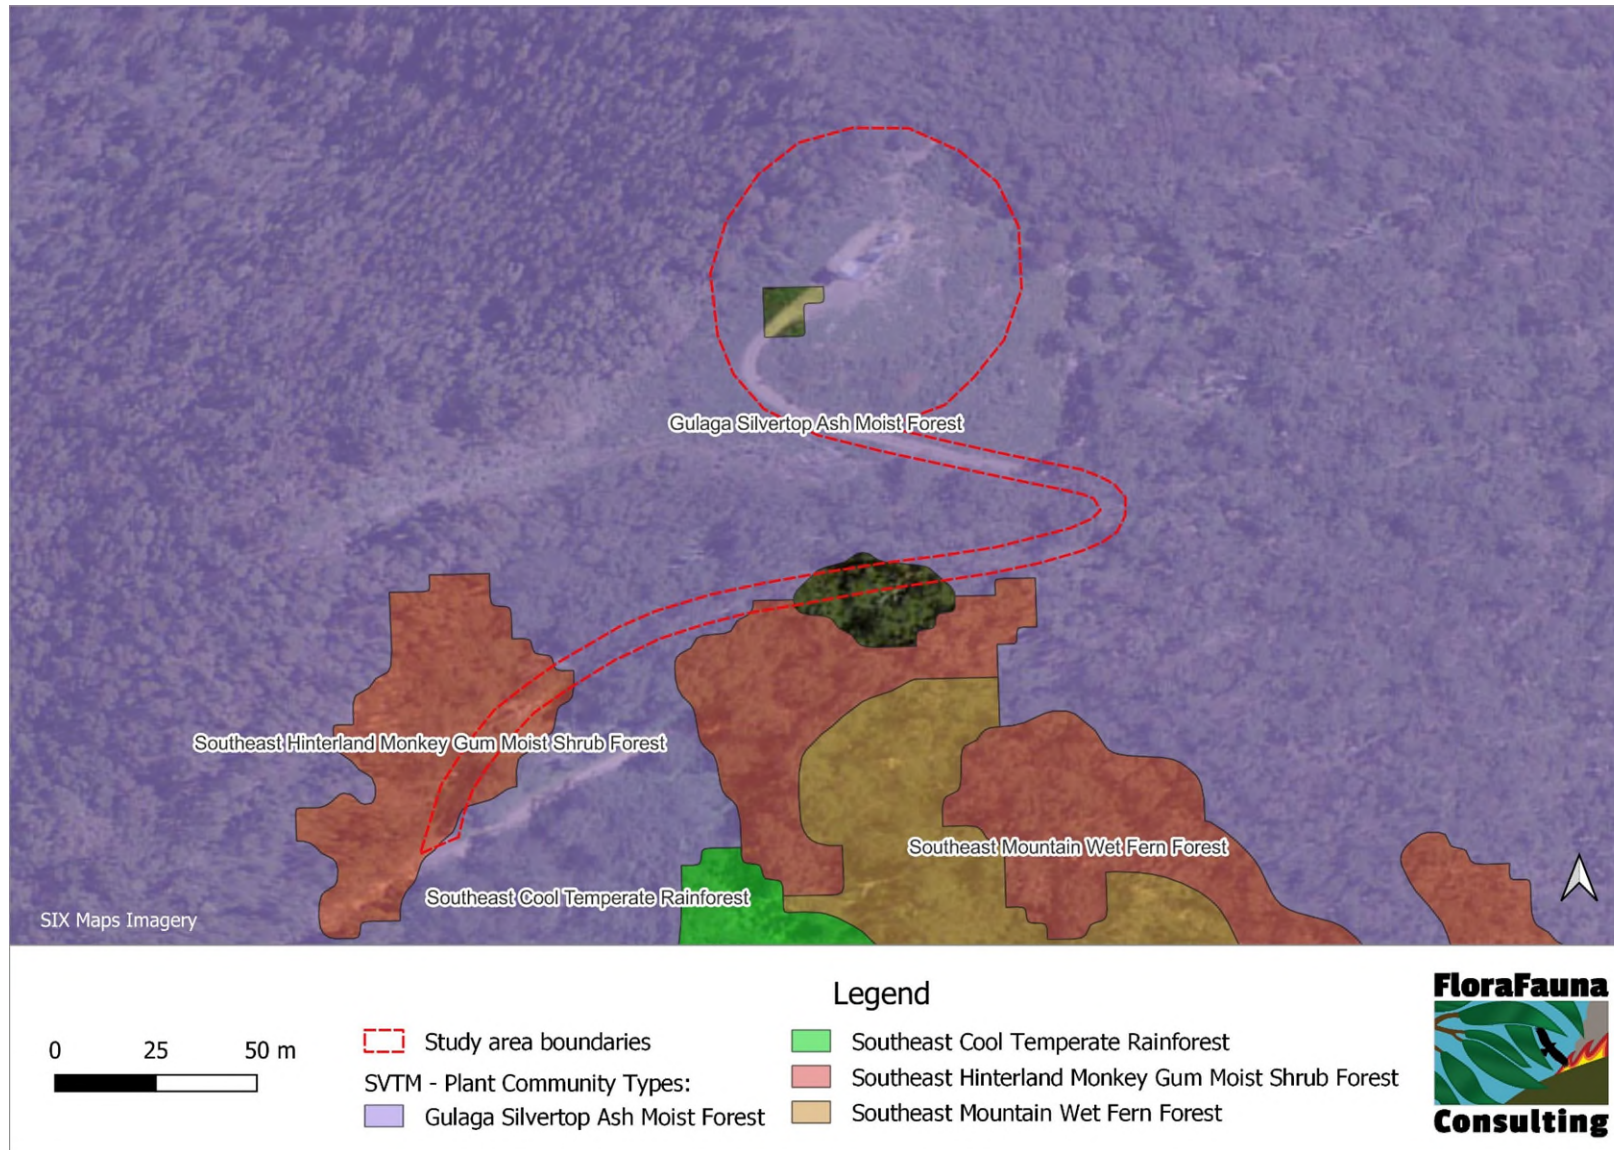 Gulaga Silvertop Ash Moist Forest
Southeast Hinterland Monkey Gum Moist Shrub Forest
Southeast Mountain Wet Fern Forest
Southeast Cool Temperate Rainforest
SIX Maps Imagery
Legend
0 25 50 m
Study area boundaries
SVTM - Plant Community Types:
Gulaga Silvertop Ash Moist Forest
Southeast Cool Temperate Rainforest
Southeast Hinterland Monkey Gum Moist Shrub Forest
Southeast Mountain Wet Fern Forest
FloraFauna
Consulting